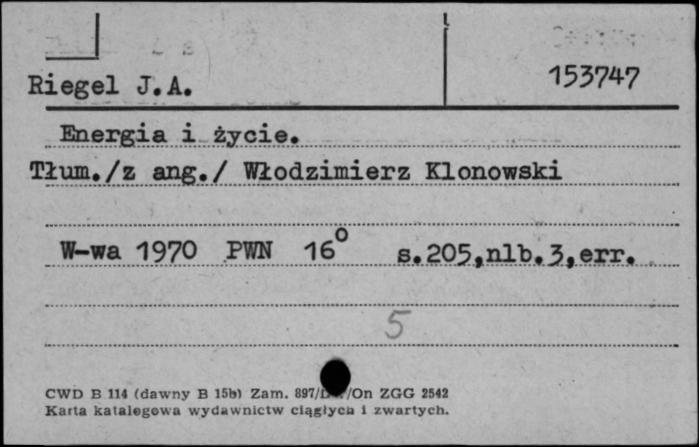 Riegel J.A.
153747
Energia i życie.
Tłum./z ang./ Włodzimierz Klonowski
W-wa 1970 PWN 16° s.205,nlb.3,err.
5
CWD B 114 (dawny B 15b) Zam. 897/ /On ZGG 2542
Karta katalogowa wydawnictw ciągłych i zwartych.